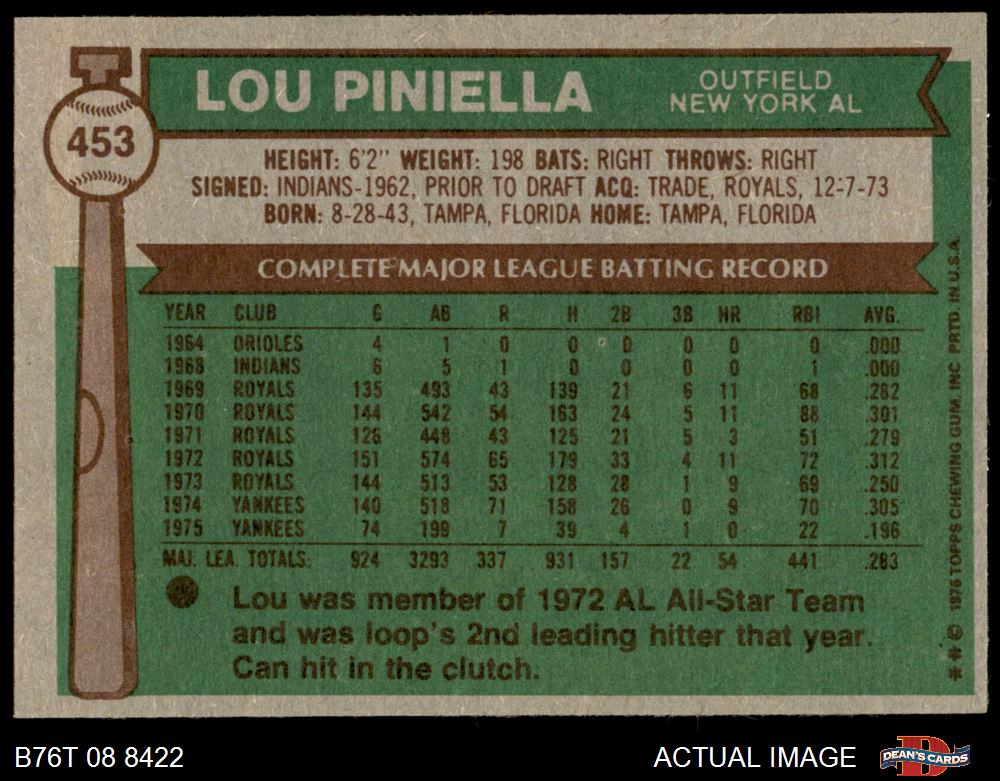 LOU PINIELLA
OUTFIELD
NEW YORK AL
453
HEIGHT: 6'2" WEIGHT: 198 BATS: RIGHT THROWS: RIGHT
SIGNED: INDIANS-1962, PRIOR TO DRAFT ACQ: TRADE, ROYALS, 12-7-73
BORN: 8-28-43, TAMPA, FLORIDA HOME: TAMPA, FLORIDA
COMPLETE MAJOR LEAGUE BATTING RECORD
YEAR CLUB G AB R H 2B 3B HR RBI AVG.
1964 ORIOLES 4 1 0 0 0 0 0 0 .000
1968 INDIANS 6 5 1 0 0 0 0 1 .000
1969 ROYALS 135 493 43 139 21 6 11 68 .282
1970 ROYALS 144 542 54 163 24 5 11 88 .301
1971 ROYALS 126 448 43 125 21 5 3 51 .279
1972 ROYALS 151 574 65 179 33 4 11 72 .312
1973 ROYALS 144 513 53 128 28 1 9 69 .250
1974 YANKEES 140 518 71 158 26 0 9 70 .305
1975 YANKEES 74 199 7 39 4 1 0 22 .196
MAJ. LEA. TOTALS: 924 3293 337 931 157 22 54 441 .283
Lou was member of 1972 AL All-Star Team
and was loop's 2nd leading hitter that year.
Can hit in the clutch.
** © 1976 TOPPS CHEWING GUM, INC PRTD. IN U.S.A.
B76T 08 8422
ACTUAL IMAGE
D
DEAN'S CARDS